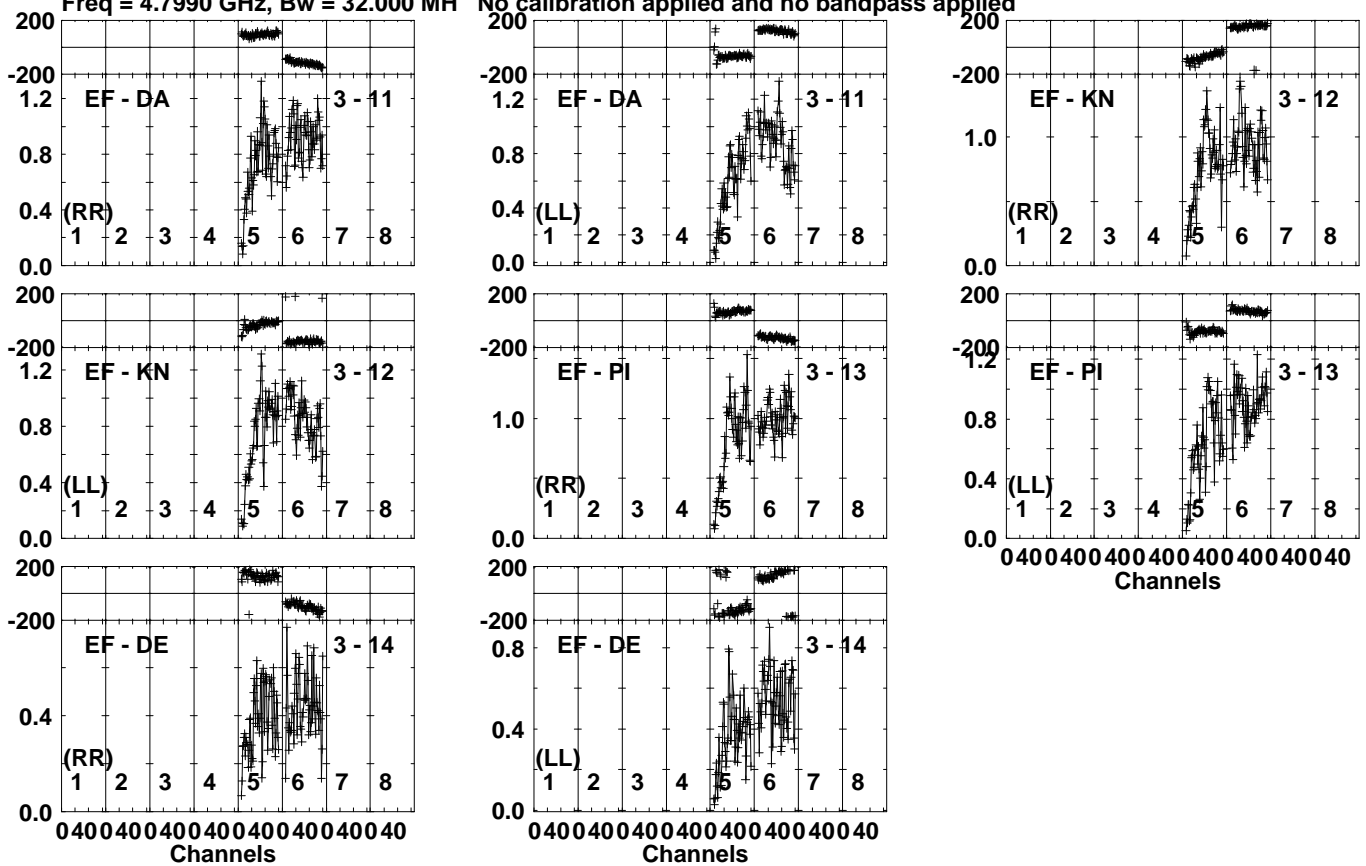 Freq = 4.7990 GHz, Bw = 32.000 MH No calibration applied and no bandpass applied
200 200 200
-200 -200 -200
EF - DA 3 - 11 EF - DA 3 - 11 EF - KN 3 - 12
1.2 1.2 1.0
0.8 0.8
0.4 0.4
(RR) (LL) (RR)
1 2 3 4 5 6 7 8 1 2 3 4 5 6 7 8 1 2 3 4 5 6 7 8
0.0 0.0 0.0
200 200 200
-200 -200 -200
EF - KN 3 - 12 EF - PI 3 - 13 EF - PI 3 - 13
1.2 1.0 1.2
0.8 0.8
0.4 0.4
(LL) (RR) (LL)
1 2 3 4 5 6 7 8 1 2 3 4 5 6 7 8 1 2 3 4 5 6 7 8
0.0 0.0 0.0
0 40 0 40 0 40 0 40 0 40 0 40 0 40 0 40
Channels
200 200
-200 -200
EF - DE 3 - 14 EF - DE 3 - 14
0.8
0.4 0.4
(RR) (LL)
1 2 3 4 5 6 7 8 1 2 3 4 5 6 7 8
0.0 0.0
0 40 0 40 0 40 0 40 0 40 0 40 0 40 0 40 0 40 0 40 0 40 0 40 0 40 0 40 0 40 0 40
Channels Channels